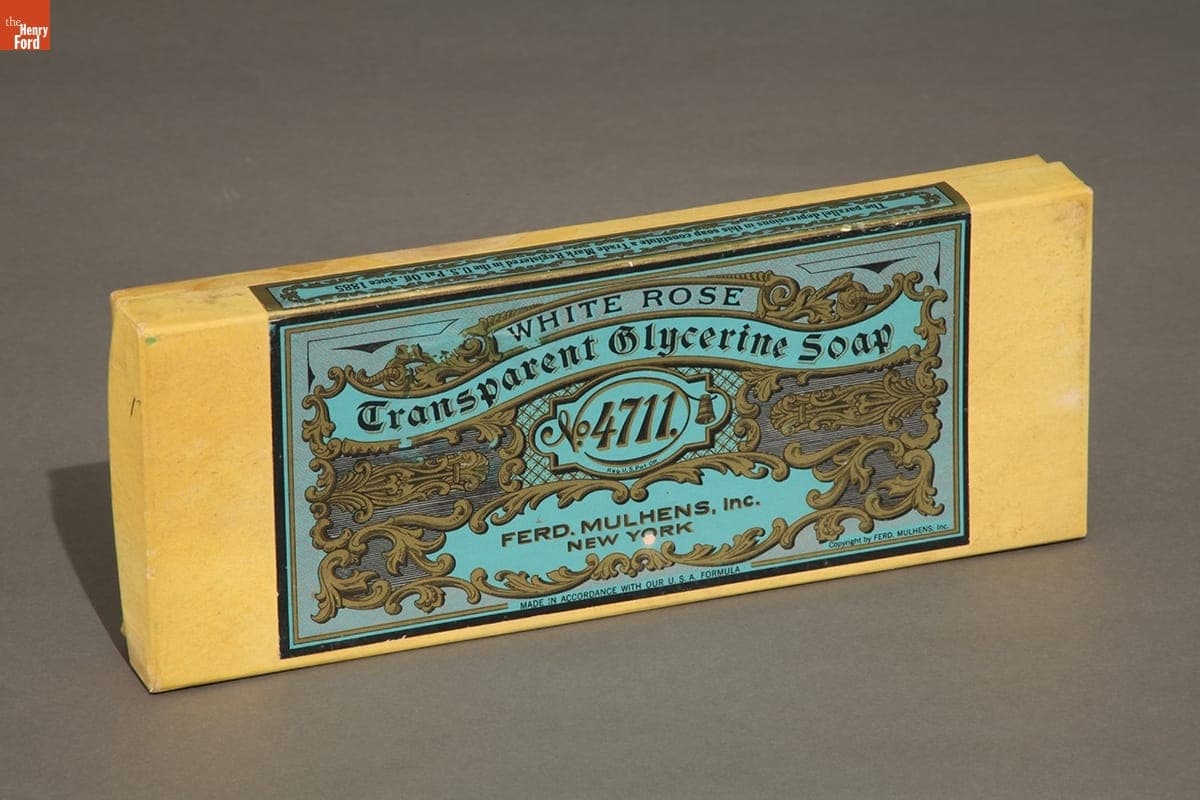 the
Henry
Ford
The parallel depressions in this soap constitute a Trade Mark Registered in the U.S. Pat. Off. since 1885
WHITE ROSE
Transparent Glycerine Soap
No. 4711.
Reg. U.S. Pat. Off.
FERD. MULHENS, Inc.
NEW YORK
Copyright by FERD. MULHENS, Inc.
MADE IN ACCORDANCE WITH OUR U.S.A. FORMULA